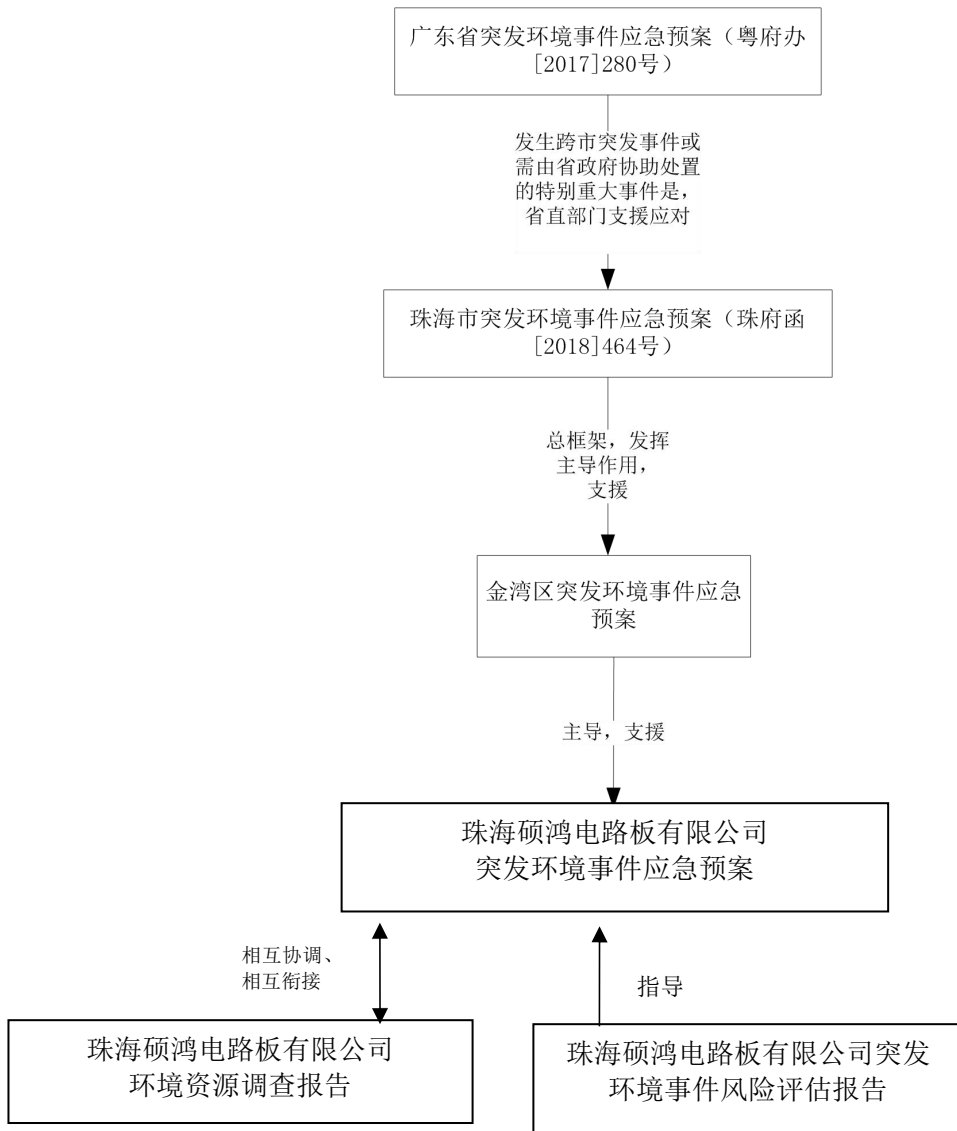 广东省突发环境事件应急预案（粤府办
[2017]280号）
发生跨市突发事件或
需由省政府协助处置
的特别重大事件是，
省直部门支援应对
珠海市突发环境事件应急预案（珠府函
[2018]464号）
总框架，发挥
主导作用，
支援
金湾区突发环境事件应急
预案
主导，支援
珠海硕鸿电路板有限公司
突发环境事件应急预案
相互协调、
相互衔接
指导
珠海硕鸿电路板有限公司
环境资源调查报告
珠海硕鸿电路板有限公司突发
环境事件风险评估报告